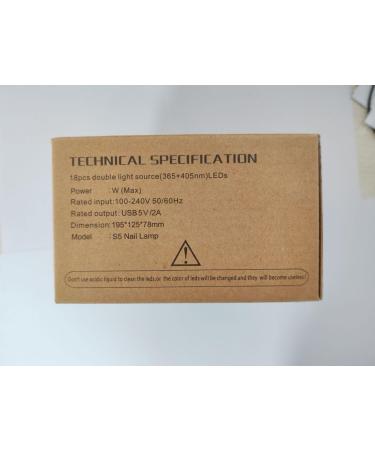 TECHNICAL SPECIFICATION
18pcs double light source(365+405nm)LEDs
Power : W (Max)
Rated input:100-240V 50/60Hz
Rated output: USB 5V/2A
Dimension:195*125*78mm
Model : S5 Nail Lamp
Don't use acidic liquid to clean the leds.or the color of leds will be changed and they will become useless!